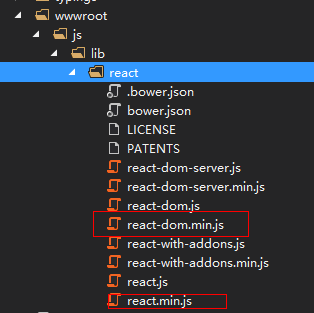 typings
wwwroot
js
lib
react
.bower.json
bower.json
LICENSE
PATENTS
react-dom-server.js
react-dom-server.min.js
react-dom.js
react-dom.min.js
react-with-addons.js
react-with-addons.min.js
react.js
react.min.js